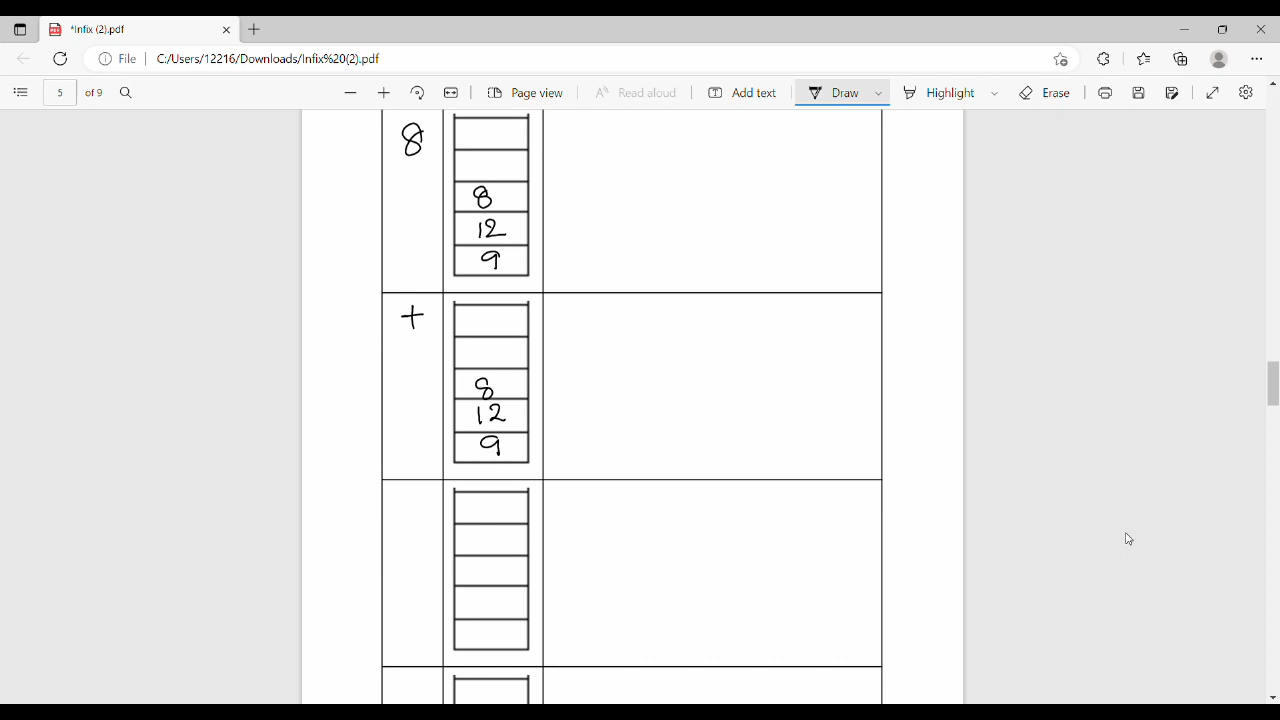 *Infix (2).pdf
File C:/Users/12216/Downloads/Infix%20(2).pdf
5 of 9 Page view Read aloud Add text Draw Highlight Erase
8
8
12
9
+
8
12
9